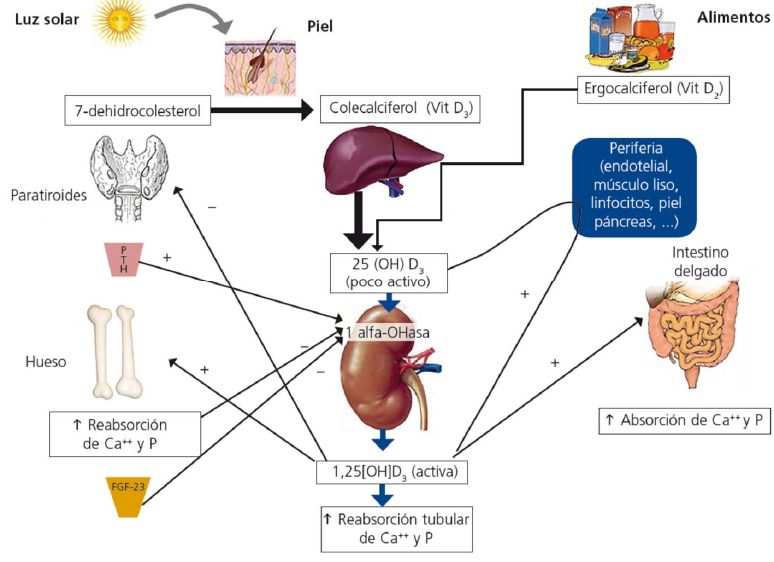 Luz solar
Piel
Alimentos
7-dehidrocolesterol
Colecalciferol (Vit D₃)
Ergocalciferol (Vit D₂)
Paratiroides
–
Periferia
(endotelial,
músculo liso,
linfocitos, piel
páncreas, ...)
P
T
H
+
25 (OH) D₃
(poco activo)
Intestino
delgado
+
1 alfa-OHasa
–
–
Hueso
+
+
↑ Reabsorción
de Ca⁺⁺ y P
↑ Absorción de Ca⁺⁺ y P
FGF-23
1,25[OH]D₃ (activa)
↑ Reabsorción tubular
de Ca⁺⁺ y P